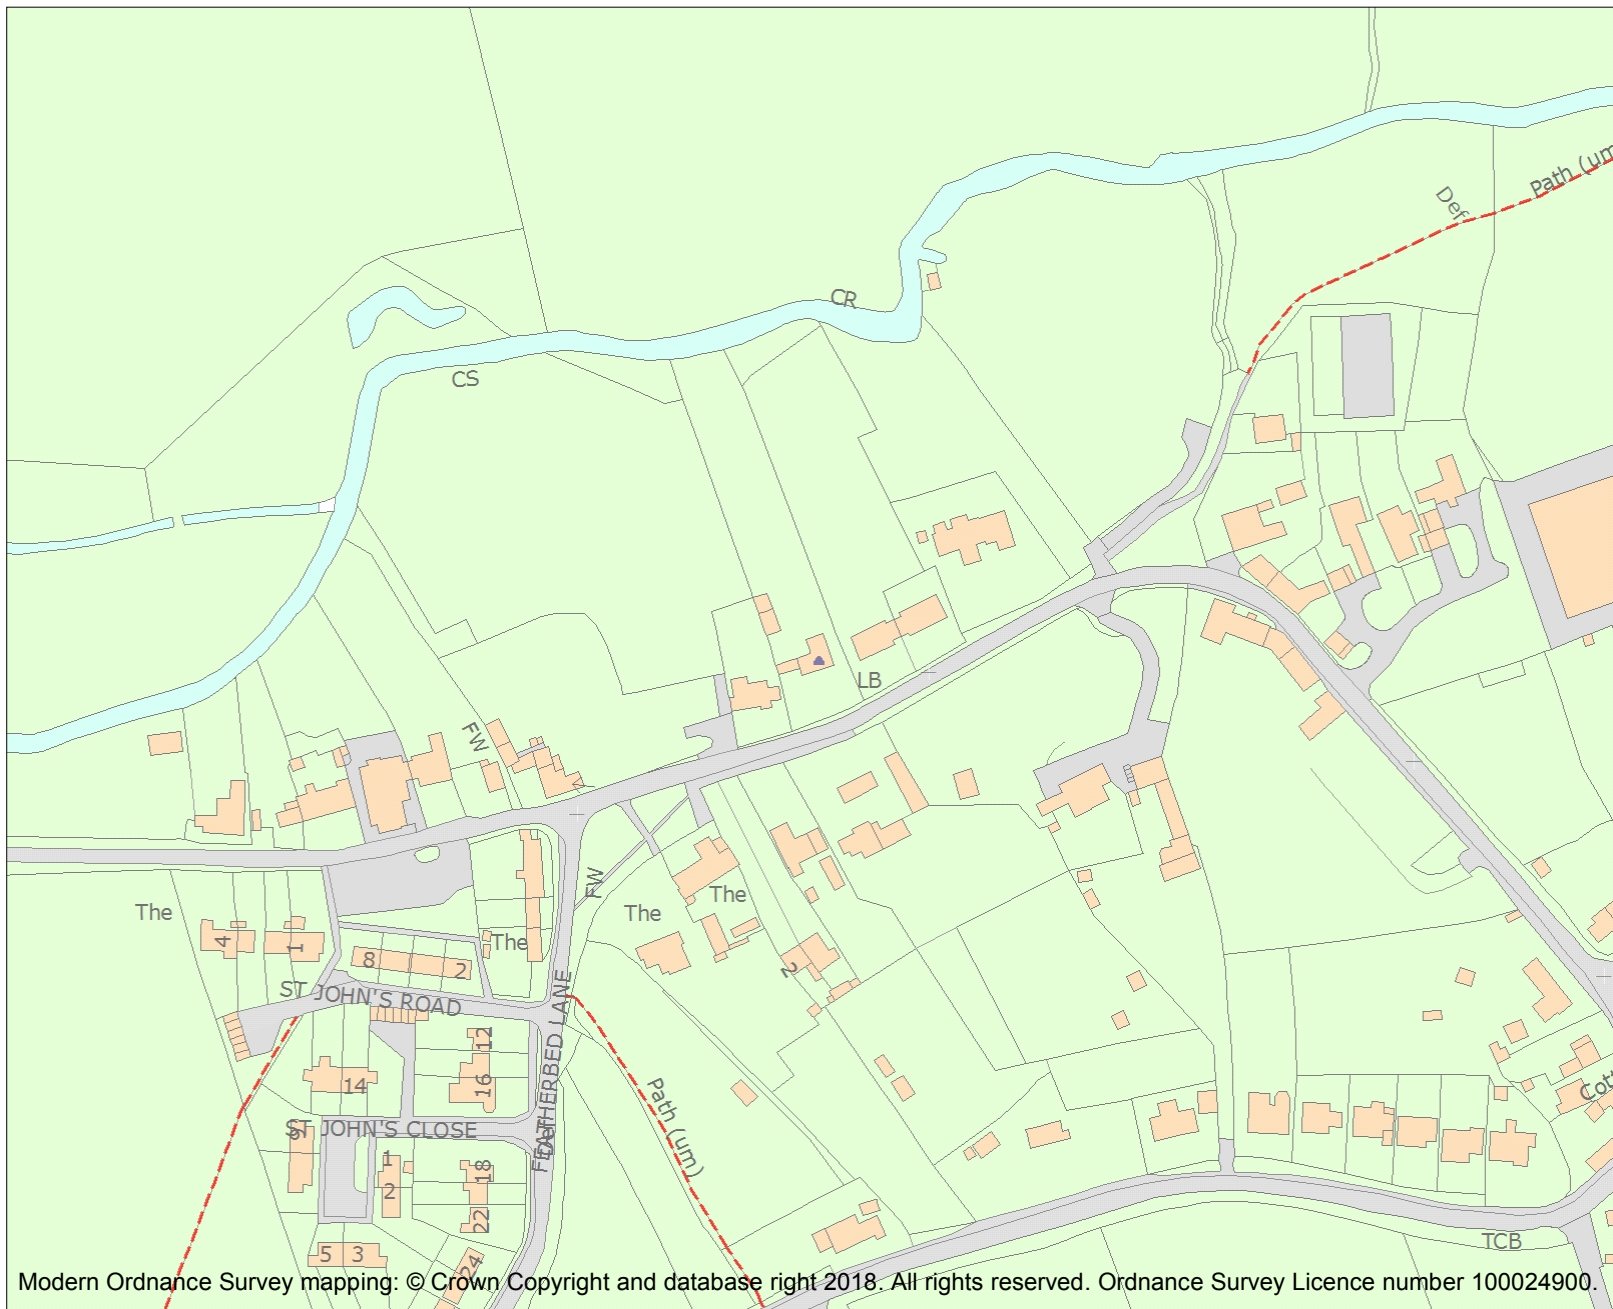 Path (um
Def
CR
CS
LB
FW
FW
The
The
The
The
4
1
8
2
2
ST JOHN'S ROAD
FEATHERBED LANE
12
16
14
Path (um)
ST JOHN'S CLOSE
Def
1
2
18
22
5
3
24
TCB
Modern Ordnance Survey mapping: © Crown Copyright and database right 2018. All rights reserved. Ordnance Survey Licence number 100024900.